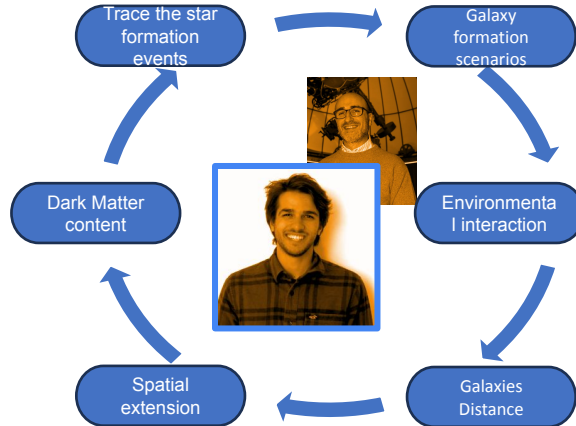 Trace the star
formation
events
Galaxy
formation
scenarios
Dark Matter
content
Environmenta
l interaction
Spatial
extension
Galaxies
Distance